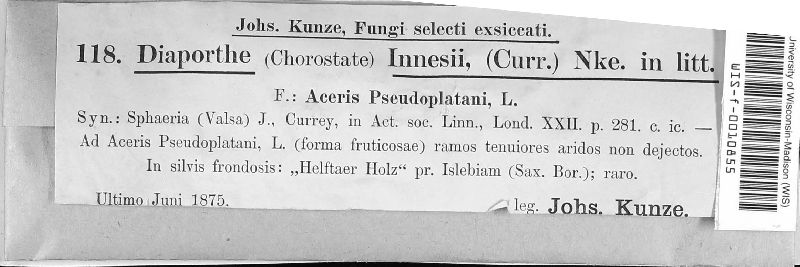 Johs. Kunze, Fungi selecti exsiccati.
118. Diaporthe (Chorostate) Innesii, (Curr.) Nke. in litt.
F.: Aceris Pseudoplatani, L.
Syn.: Sphaeria (Valsa) J., Currey, in Act. soc. Linn., Lond. XXII. p. 281. c. ic. —
Ad Aceris Pseudoplatani, L. (forma fruticosae) ramos tenuiores aridos non dejectos.
In silvis frondosis: „Helftaer Holz“ pr. Islebiam (Sax. Bor.); raro.
Ultimo Juni 1875.
leg. Johs. Kunze.
University of Wisconsin-Madison (WIS)
WIS-f-0010855